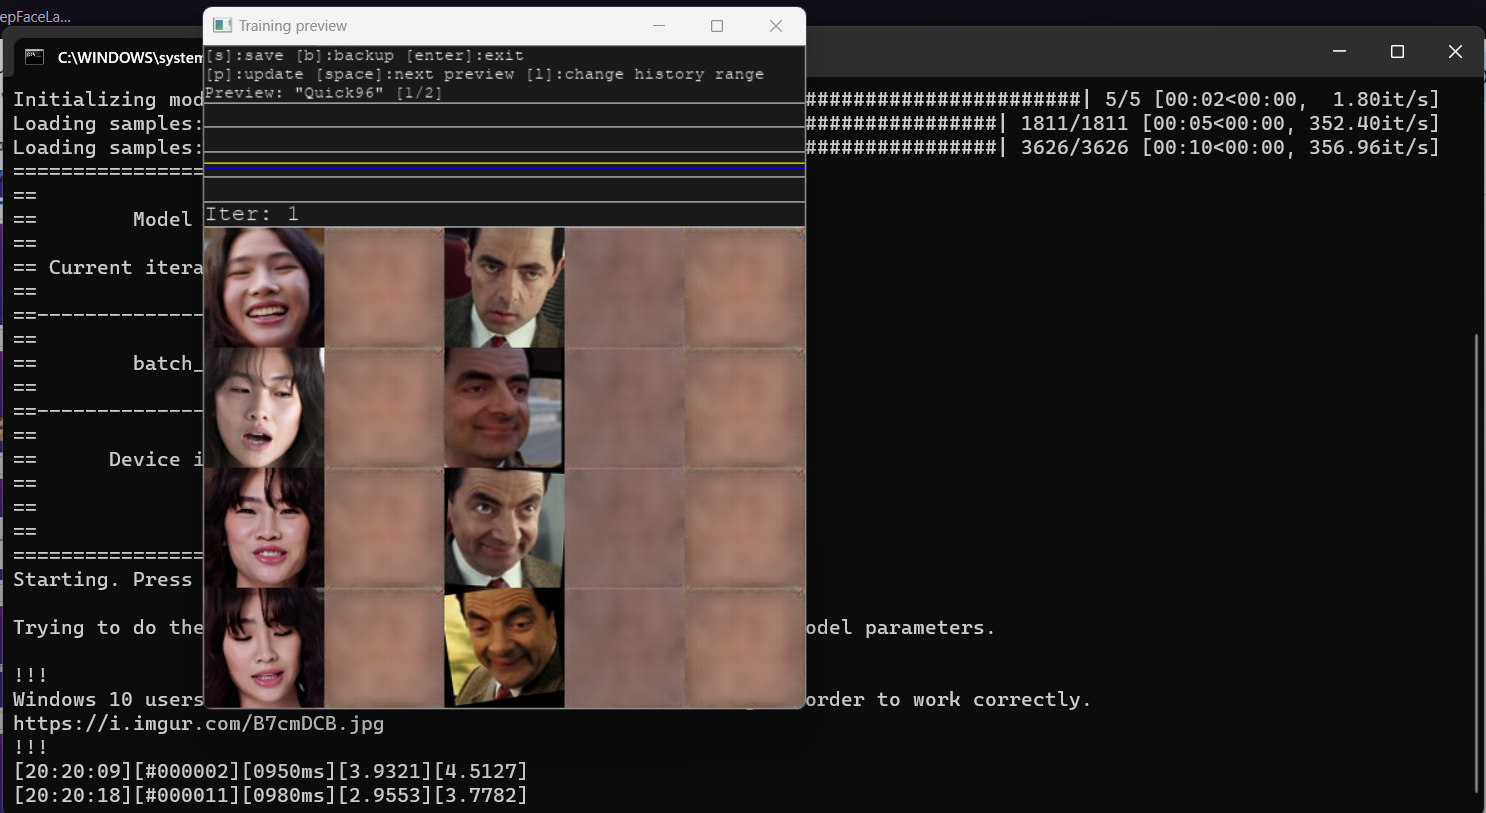 epFaceLa...
Training preview
C:\WINDOWS\system
[s]:save [b]:backup [enter]:exit
[p]:update [space]:next preview [l]:change history range
Preview: "Quick96" [1/2]
Iter: 1
Initializing mod
#######################| 5/5 [00:02<00:00,  1.80it/s]
Loading samples:
################| 1811/1811 [00:05<00:00, 352.40it/s]
Loading samples:
################| 3626/3626 [00:10<00:00, 356.96it/s]
================
==
==        Model
==
== Current itera
==
==--------------
==
==        batch_
==
==--------------
==
==      Device i
==
==
==
================
Starting. Press
Trying to do the
odel parameters.
!!!
Windows 10 users
order to work correctly.
https://i.imgur.com/B7cmDCB.jpg
!!!
[20:20:09][#000002][0950ms][3.9321][4.5127]
[20:20:18][#000011][0980ms][2.9553][3.7782]